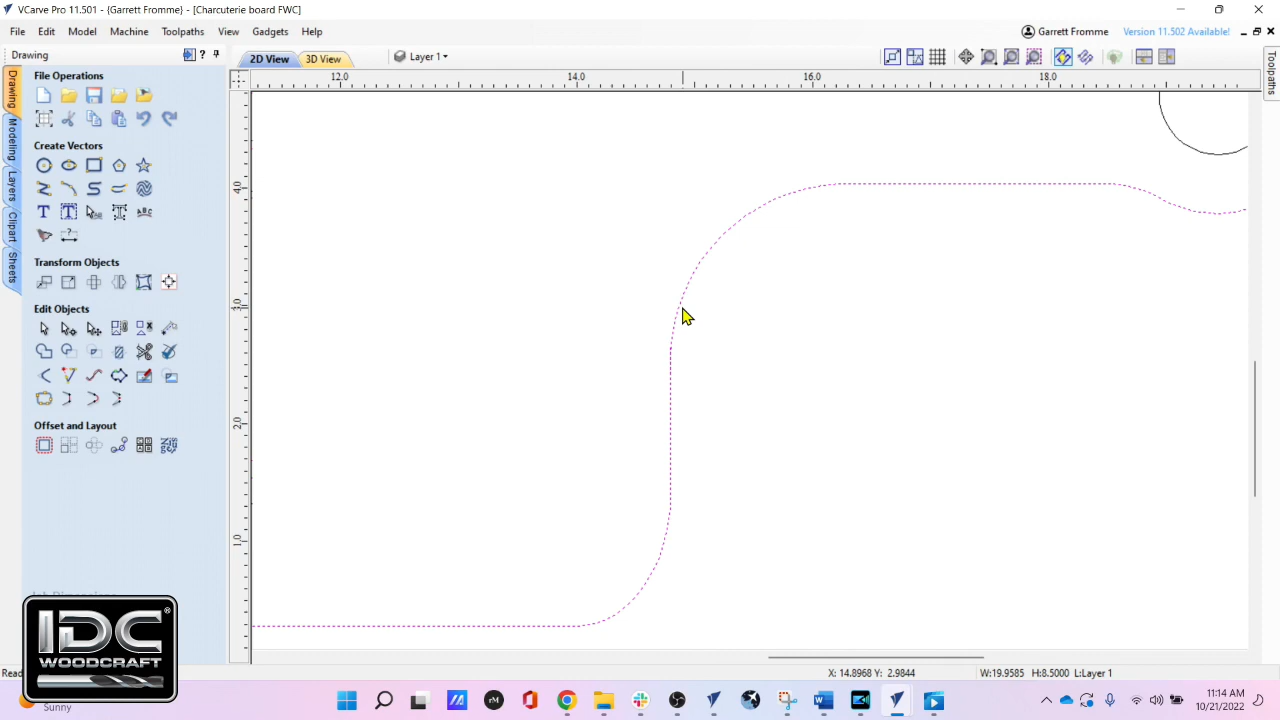 VCarve Pro 11.501 - {Garrett Fromme} - [Charcuterie board FWC]
File Edit Model Machine Toolpaths View Gadgets Help
Garrett Fromme Version 11.502 Available!
Drawing
2D View 3D View Layer 1
12.0 14.0 16.0 18.0
4.0
3.0
2.0
1.0
Drawing
Modeling
Layers
Clipart
Sheets
Toolpaths
File Operations
Create Vectors
Transform Objects
Edit Objects
Offset and Layout
IDC
WOODCRAFT
®
X: 14.8968 Y: 2.9844 W:19.9585 H:8.5000 L:Layer 1
Sunny
rM
11:14 AM
10/21/2022